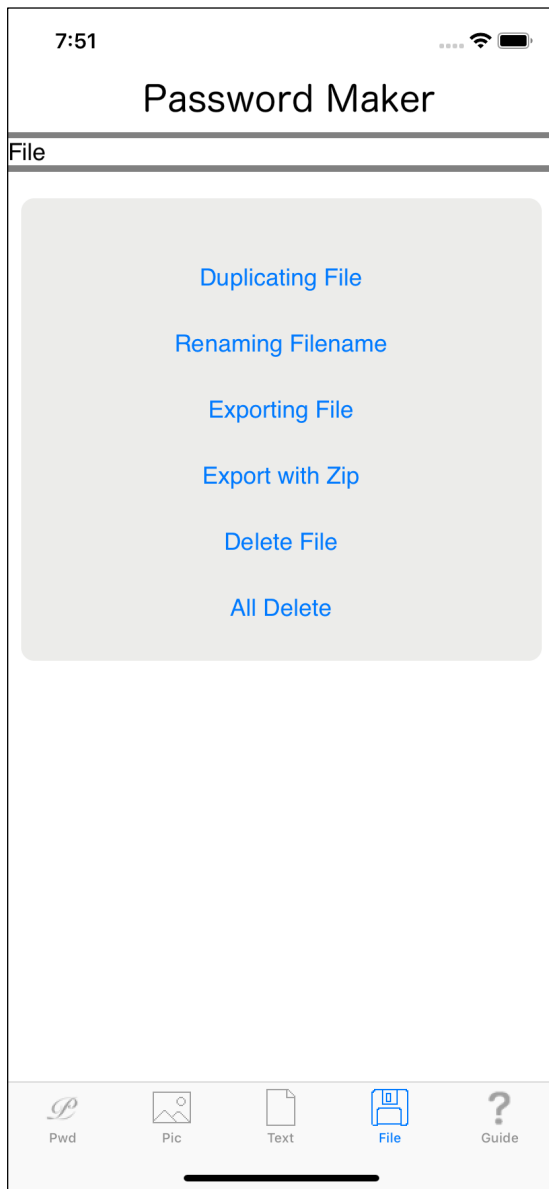 7:51
Password Maker
File
Duplicating File
Renaming Filename
Exporting File
Export with Zip
Delete File
All Delete
Pwd
Pic
Text
File
Guide